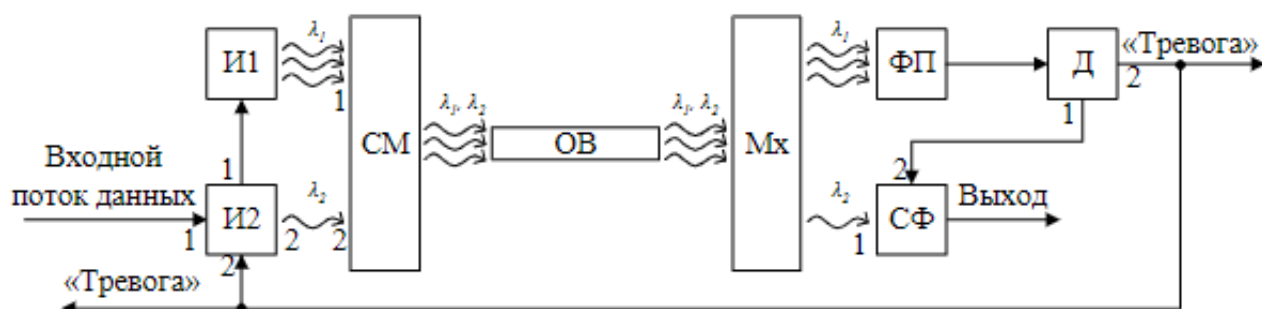 λ₁ λ₁ «Тревога»
И1 ФП Д
1 2
λ₁, λ₂ λ₁, λ₂ 1
СМ ОВ Мх
Входной
поток данных
1 λ₂ λ₂ 2 Выход
И2 СФ
1 2 2 1
2
«Тревога»